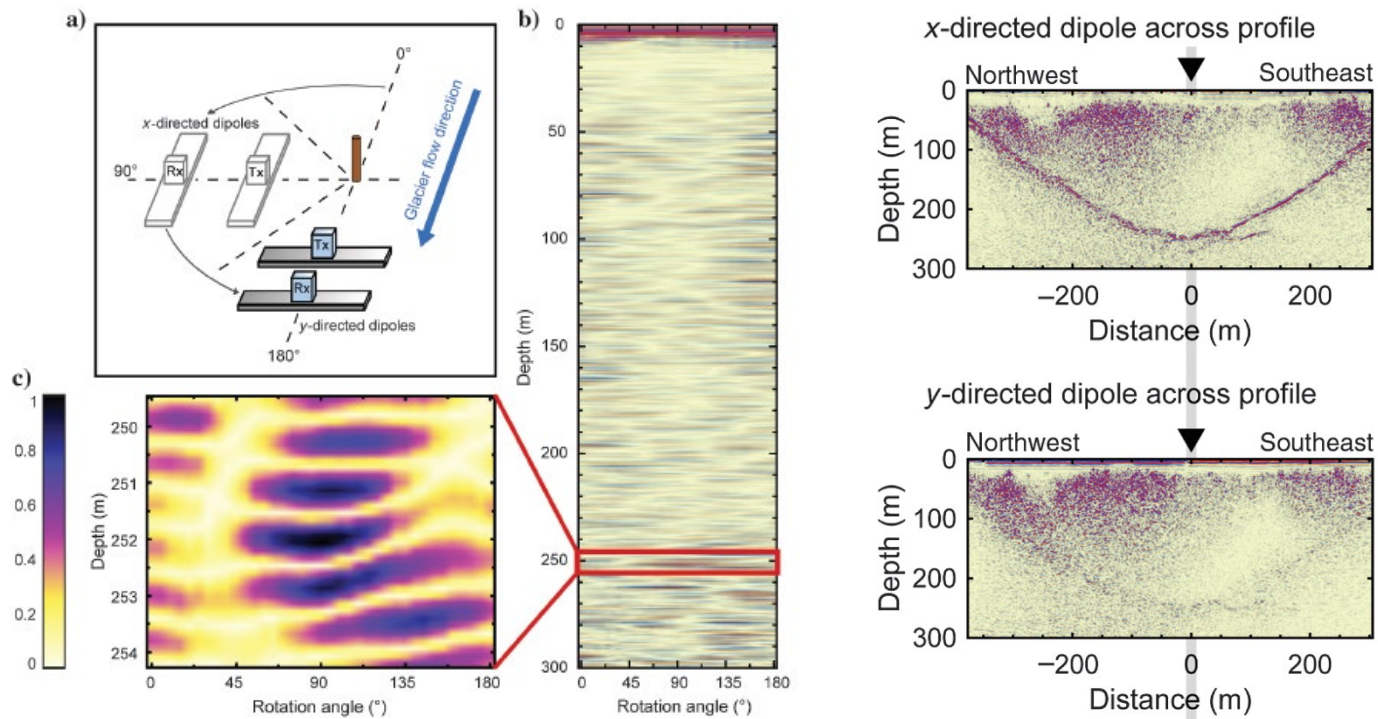 a)
0°
x-directed dipoles
Rx
Tx
90°
Glacier flow direction
Tx
Rx
y-directed dipoles
180°
b)
0
50
100
150
200
250
300
Depth (m)
0
45
90
135
180
Rotation angle (°)
c)
1
0.8
0.6
0.4
0.2
0
250
251
252
253
254
Depth (m)
0
45
90
135
180
Rotation angle (°)
x-directed dipole across profile
Northwest
Southeast
0
100
200
300
Depth (m)
–200
0
200
Distance (m)
y-directed dipole across profile
Northwest
Southeast
0
100
200
300
Depth (m)
–200
0
200
Distance (m)